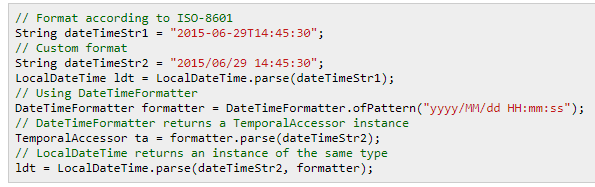 // Format according to ISO-8601
String dateTimeStr1 = "2015-06-29T14:45:30";
// Custom format
String dateTimeStr2 = "2015/06/29 14:45:30";
LocalDateTime ldt = LocalDateTime.parse(dateTimeStr1);
// Using DateTimeFormatter
DateTimeFormatter formatter = DateTimeFormatter.ofPattern("yyyy/MM/dd HH:mm:ss");
// DateTimeFormatter returns a TemporalAccessor instance
TemporalAccessor ta = formatter.parse(dateTimeStr2);
// LocalDateTime returns an instance of the same type
ldt = LocalDateTime.parse(dateTimeStr2, formatter);